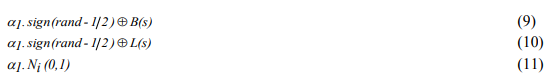 α1. sign(rand - 1/2) ⊕ B(s) (9)
α1. sign(rand - 1/2) ⊕ L(s) (10)
α1. Ni (0,1) (11)